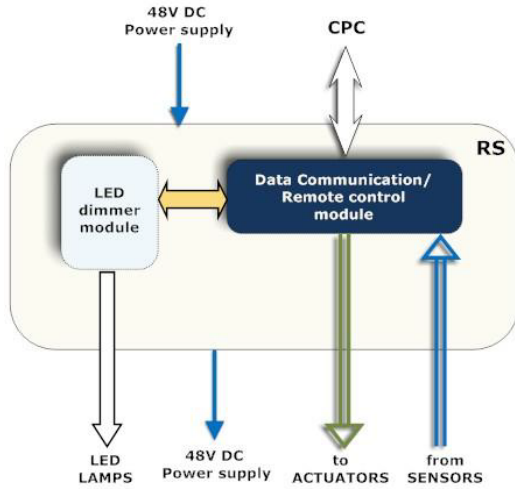 48V DC
Power supply
CPC
RS
LED
dimmer
module
Data Communication/
Remote control
module
LED
LAMPS
48V DC
Power supply
to
ACTUATORS
from
SENSORS